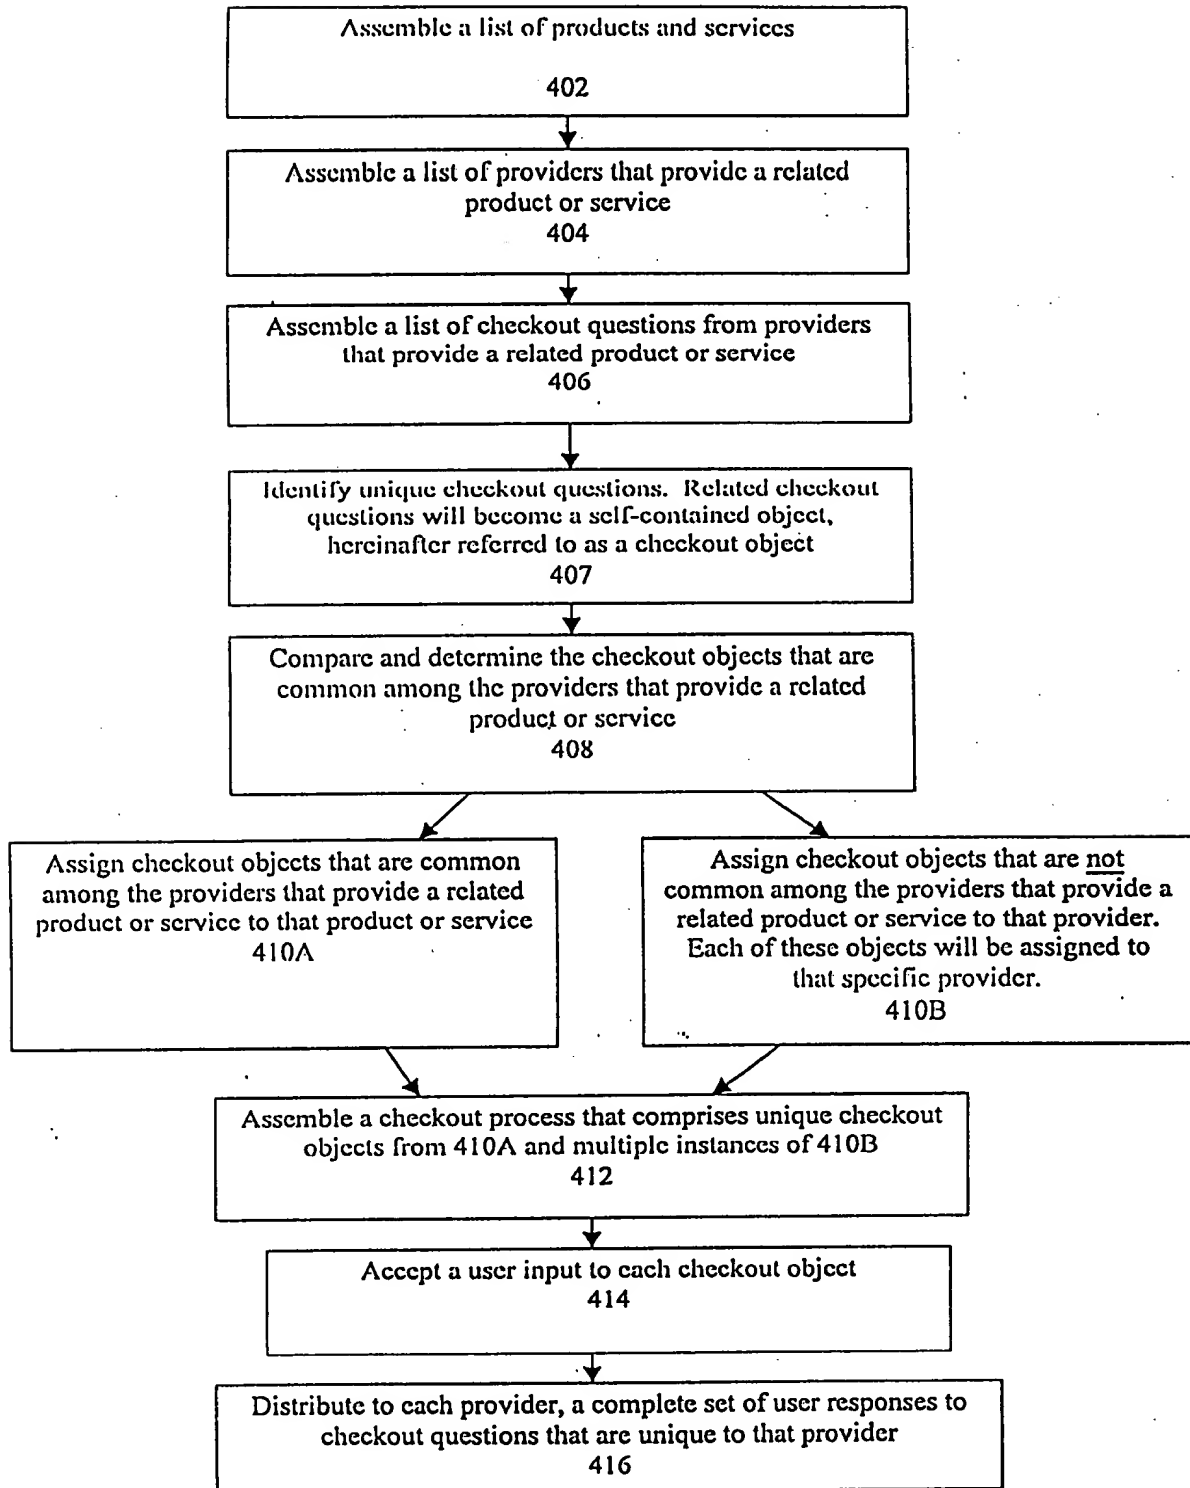 Assemble a list of products and services
402
Assemble a list of providers that provide a related
product or service
404
Assemble a list of checkout questions from providers
that provide a related product or service
406
Identify unique checkout questions. Related checkout
questions will become a self-contained object,
hereinafter referred to as a checkout object
407
Compare and determine the checkout objects that are
common among the providers that provide a related
product or service
408
Assign checkout objects that are common
among the providers that provide a related
product or service to that product or service
410A
Assign checkout objects that are not
common among the providers that provide a
related product or service to that provider.
Each of these objects will be assigned to
that specific provider.
410B
Assemble a checkout process that comprises unique checkout
objects from 410A and multiple instances of 410B
412
Accept a user input to each checkout object
414
Distribute to each provider, a complete set of user responses to
checkout questions that are unique to that provider
416